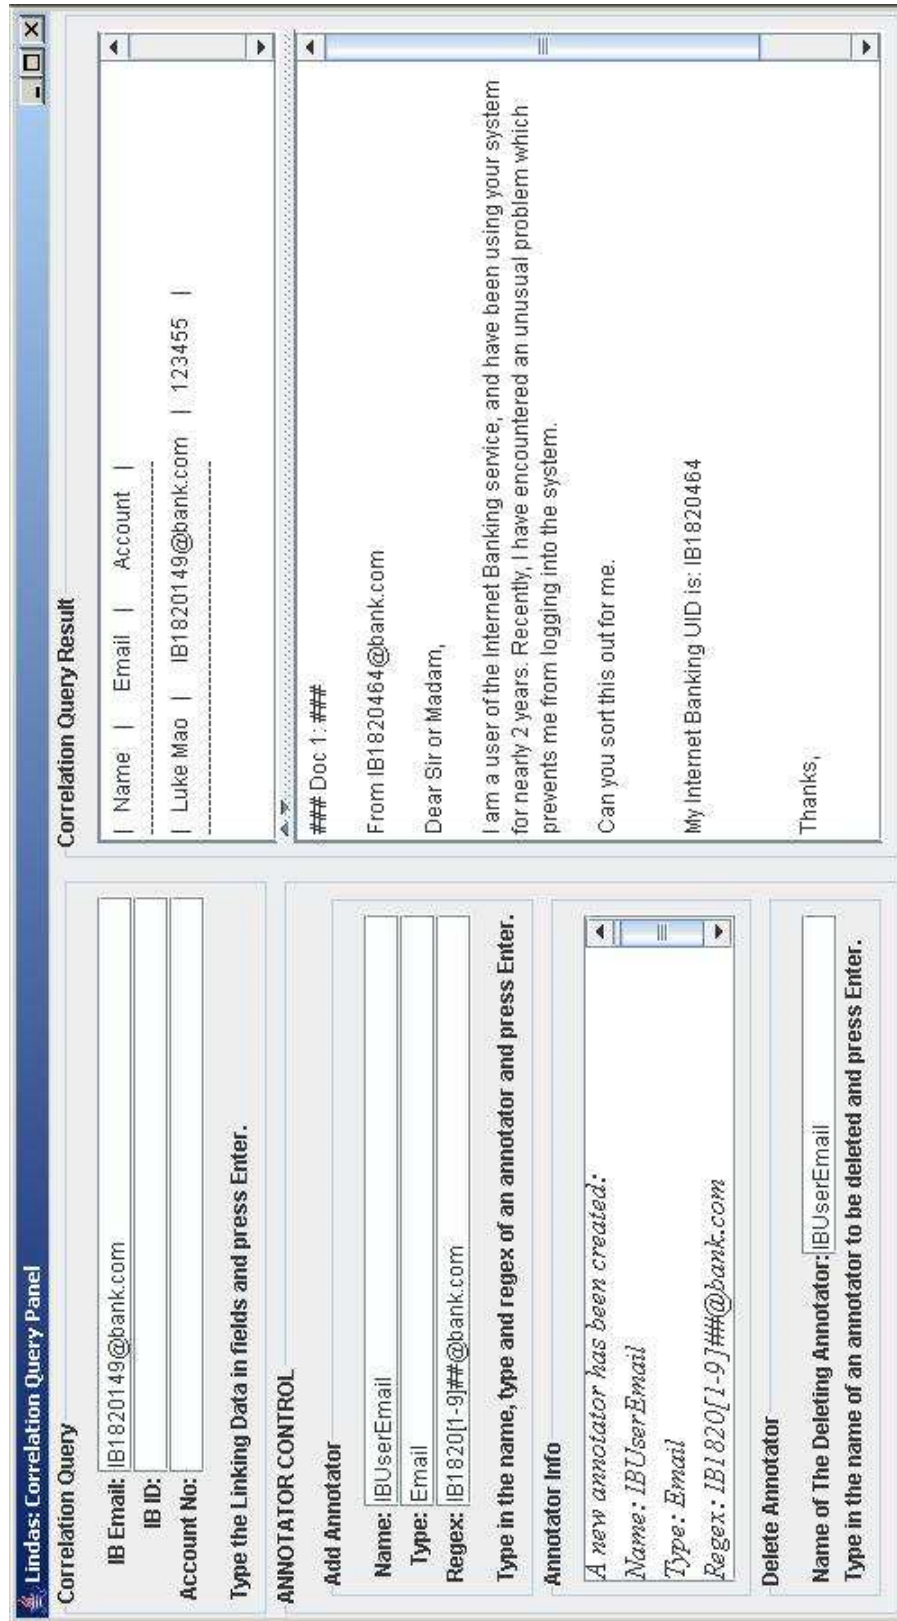 Lindas: Correlation Query Panel
Correlation Query
IB Email: IB1820149@bank.com
IB ID:
Account No:
Type the Linking Data in fields and press Enter.
ANNOTATOR CONTROL
Add Annotator
Name: IBUserEmail
Type: Email
Regex: IB1820[1-9]##@bank.com
Type in the name, type and regex of an annotator and press Enter.
Annotator Info
A new annotator has been created:
Name: IBUserEmail
Type: Email
Regex: IB1820[1-9]##@bank.com
Delete Annotator
Name of The Deleting Annotator: IBUserEmail
Type in the name of an annotator to be deleted and press Enter.
Correlation Query Result
| Name | Email | Account |
| Luke Mao | IB1820149@bank.com | 123455 |
### Doc 1: ###
From IB1820464@bank.com
Dear Sir or Madam,
I am a user of the Internet Banking service, and have been using your system
for nearly 2 years. Recently, I have encountered an unusual problem which
prevents me from logging into the system.
Can you sort this out for me.
My Internet Banking UID is: IB1820464
Thanks,